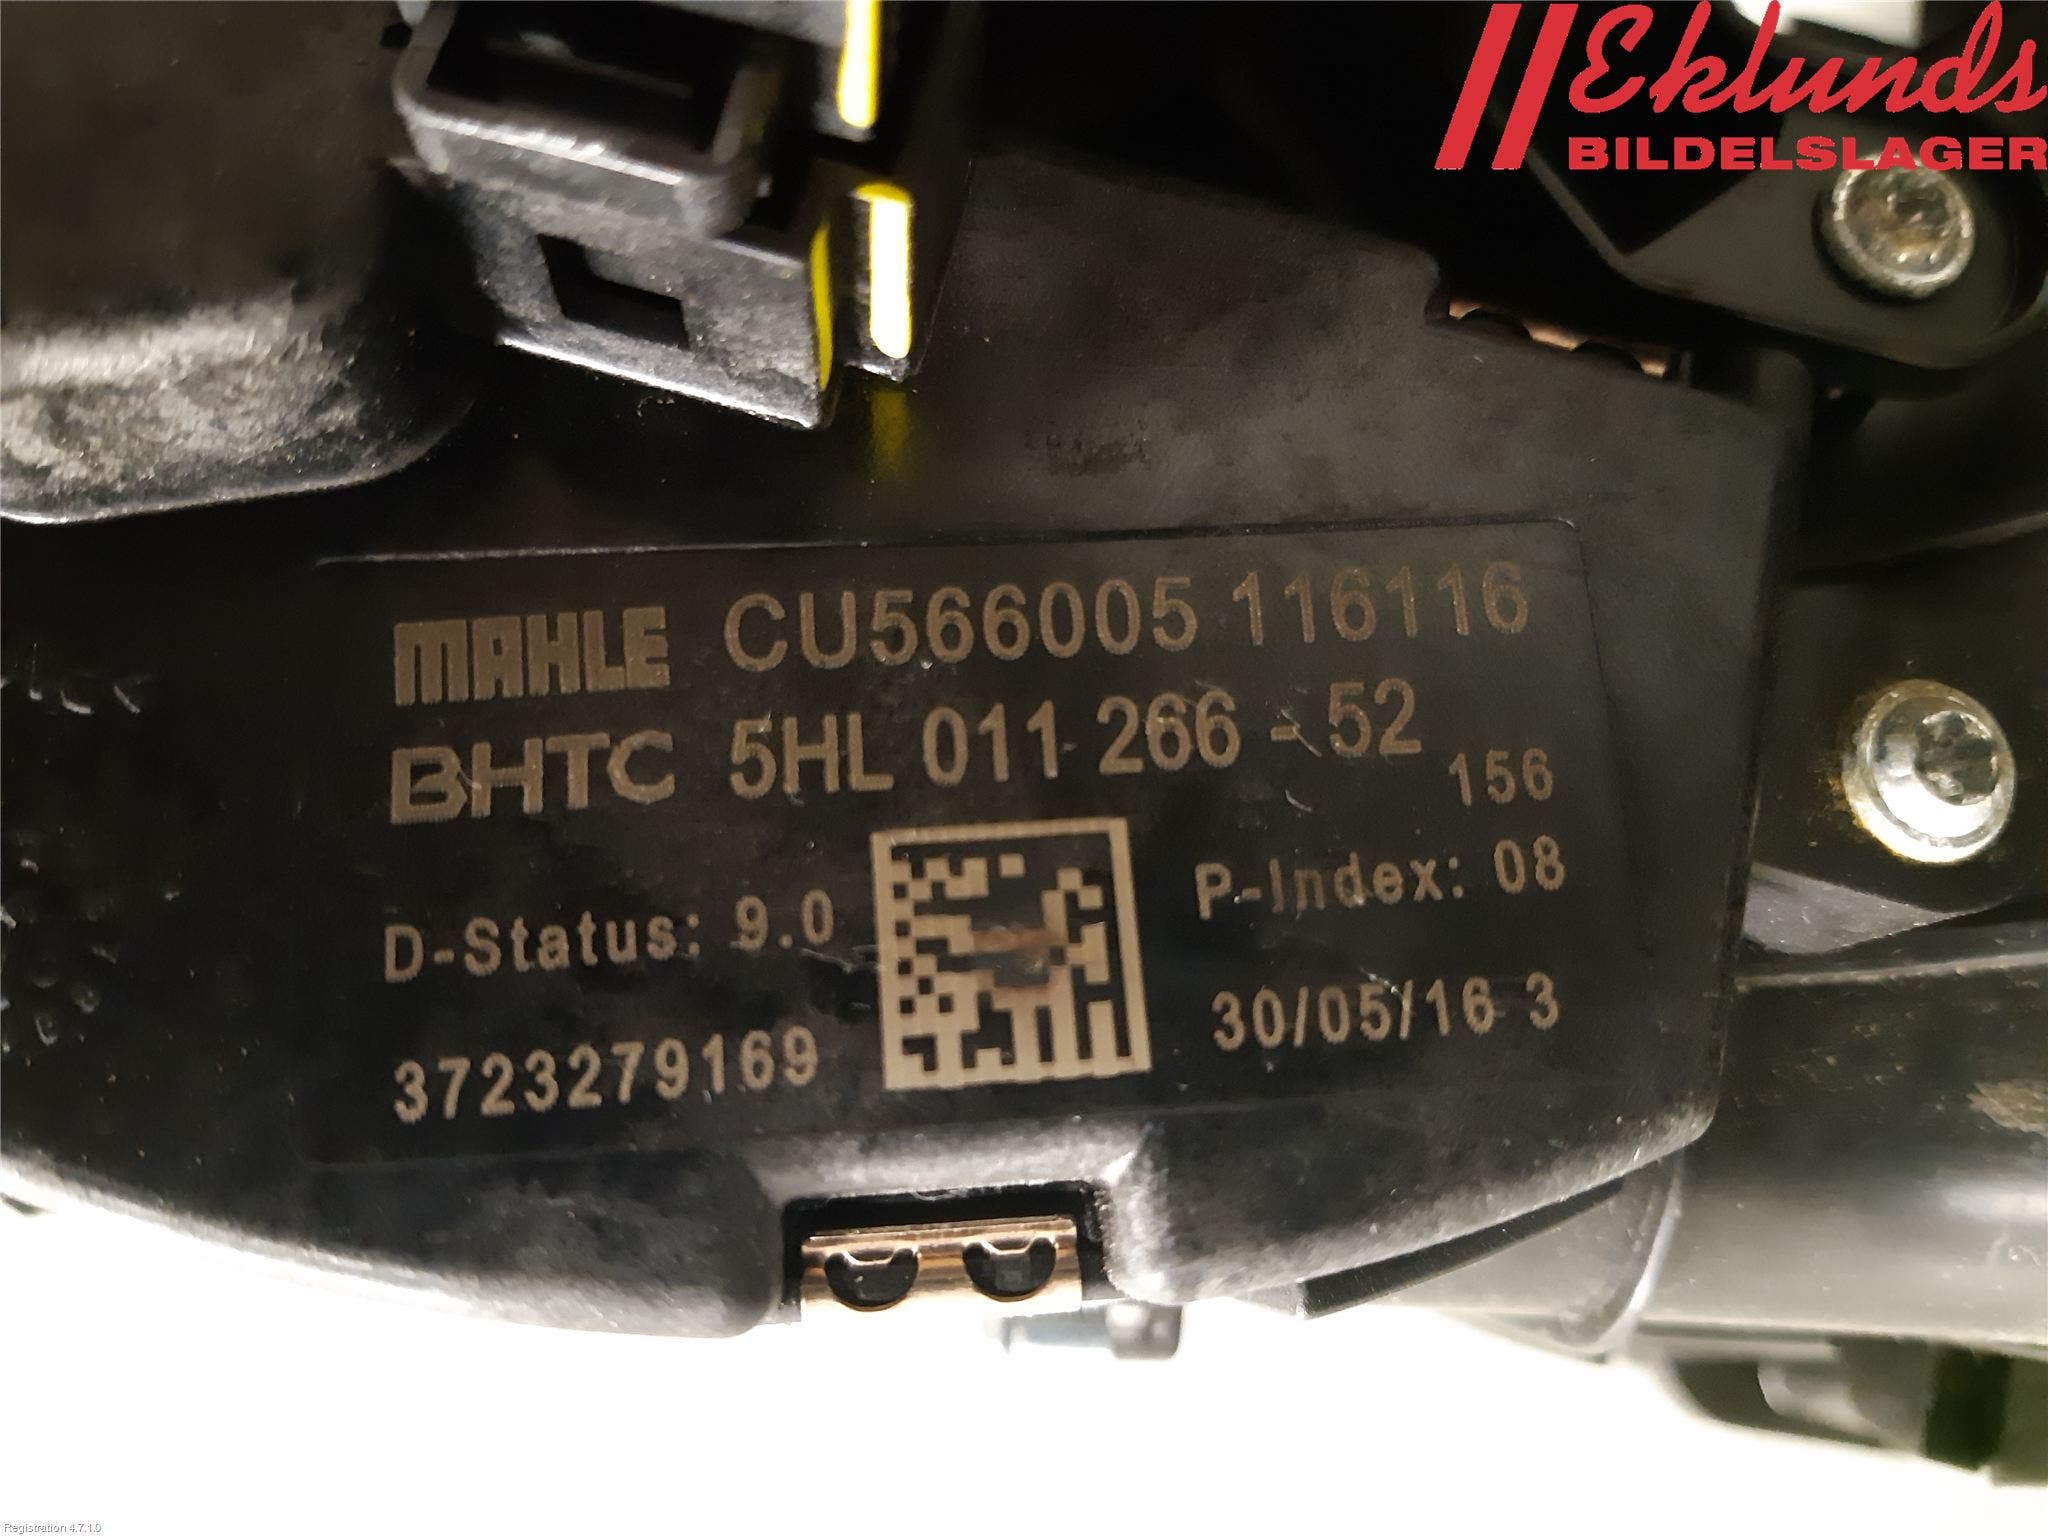 Eklunds
BILDELSLAGER
MAHLE CU566005 116116
BHTC 5HL 011 266 - 52
156
D-Status: 9.0
P-Index: 08
3723279169
30/05/16 3
Registration 4.7.1.0